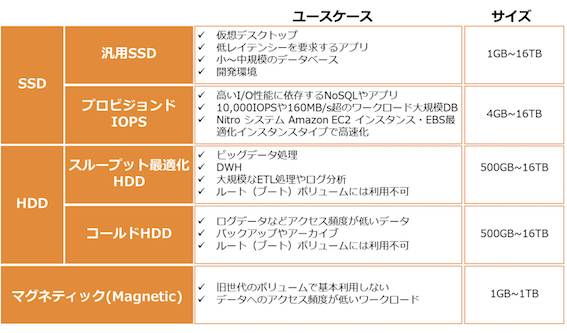 ユースケース
サイズ
SSD
汎用SSD
✓ 仮想デスクトップ
✓ 低レイテンシーを要求するアプリ
✓ 小～中規模のデータベース
✓ 開発環境
1GB~16TB
プロビジョンド
IOPS
✓ 高いI/O性能に依存するNoSQLやアプリ
✓ 10,000IOPSや160MB/s超のワークロード大規模DB
✓ Nitro システム Amazon EC2 インスタンス・EBS最
適化インスタンスタイプで高速化
4GB~16TB
HDD
スループット最適化
HDD
✓ ビッグデータ処理
✓ DWH
✓ 大規模なETL処理やログ分析
✓ ルート（ブート）ボリュームには利用不可
500GB~16TB
コールドHDD
✓ ログデータなどアクセス頻度が低いデータ
✓ バックアップやアーカイブ
✓ ルート（ブート）ボリュームには利用不可
500GB~16TB
マグネティック(Magnetic)
✓ 旧世代のボリュームで基本利用しない
✓ データへのアクセス頻度が低いワークロード
1GB~1TB